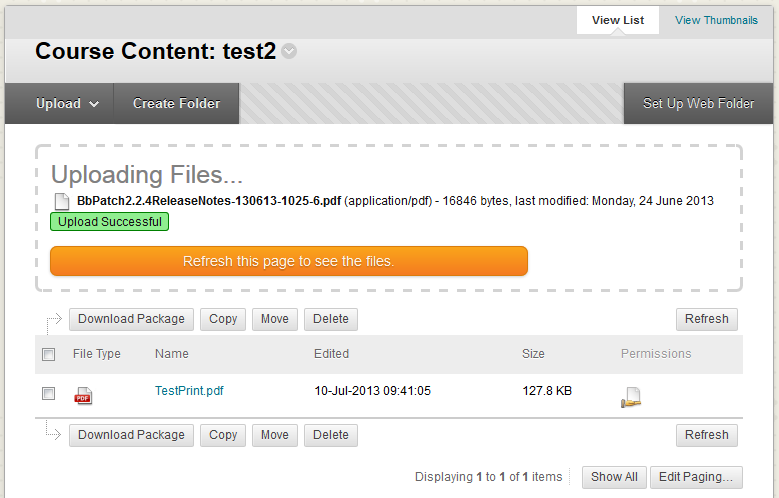 View List View Thumbnails
Course Content: test2
Upload Create Folder Set Up Web Folder
Uploading Files...
BbPatch2.2.4ReleaseNotes-130613-1025-6.pdf (application/pdf) - 16846 bytes, last modified: Monday, 24 June 2013
Upload Successful
Refresh this page to see the files.
Download Package Copy Move Delete Refresh
File Type Name Edited Size Permissions
PDF TestPrint.pdf 10-Jul-2013 09:41:05 127.8 KB
Download Package Copy Move Delete Refresh
Displaying 1 to 1 of 1 items Show All Edit Paging...